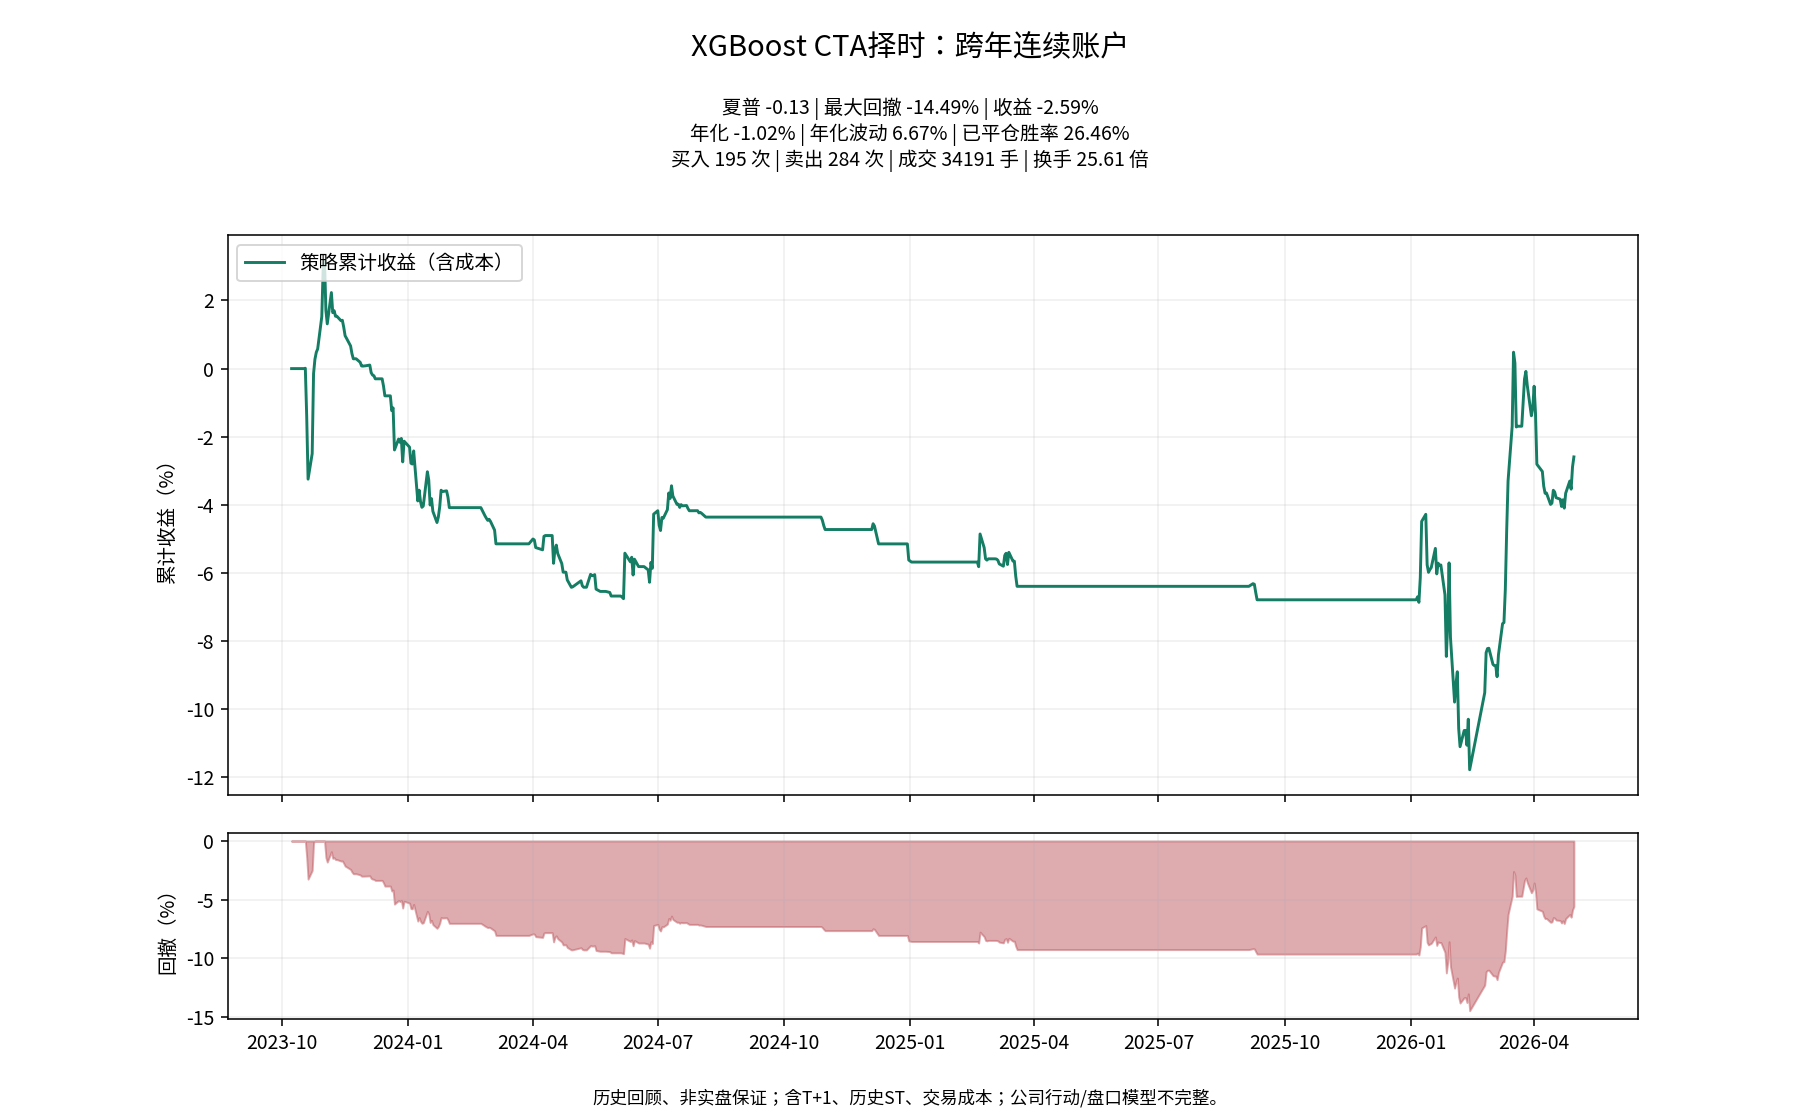 XGBoost CTA择时：跨年连续账户
夏普 -0.13 | 最大回撤 -14.49% | 收益 -2.59%
年化 -1.02% | 年化波动 6.67% | 已平仓胜率 26.46%
买入 195 次 | 卖出 284 次 | 成交 34191 手 | 换手 25.61 倍
策略累计收益（含成本）
累计收益（%）
2
0
-2
-4
-6
-8
-10
-12
回撤（%）
0
-5
-10
-15
2023-10
2024-01
2024-04
2024-07
2024-10
2025-01
2025-04
2025-07
2025-10
2026-01
2026-04
历史回顾、非实盘保证；含T+1、历史ST、交易成本；公司行动/盘口模型不完整。